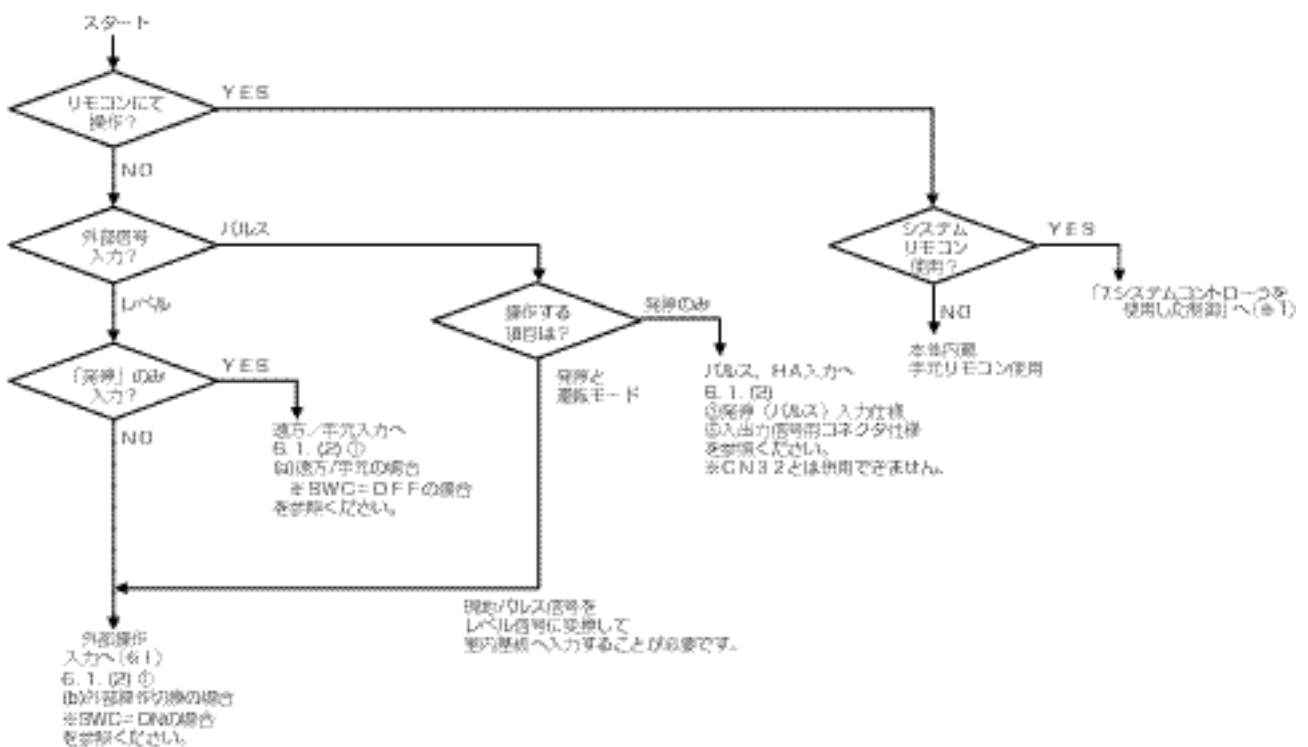 スタート
リモコンにて
操作？
YES
NO
外部信号
入力？
パルス
レベル
システム
リモコン
使用？
YES
「7.システムコントローラを
使用した制御」へ(※1)
NO
本体内蔵
手元リモコン使用
操作する
項目は？
発停のみ
発停と
運転モード
パルス、HA入力へ
6. 1. (2)
発停（パルス）入力仕様
入出力信号用コネクタ仕様
を参照ください。
※CN32とは併用できません。
「発停」のみ
入力？
YES
NO
遠方／手元入力へ
6. 1. (2) ①
(a)遠方/手元の場合
※SWC=OFFの場合
を参照ください。
現地パルス信号を
レベル信号に変換して
室内基板へ入力することが必要です。
外部操作
入力へ(※1)
6. 1. (2) ①
(b)外部操作切換の場合
※SWC=ONの場合
を参照ください。